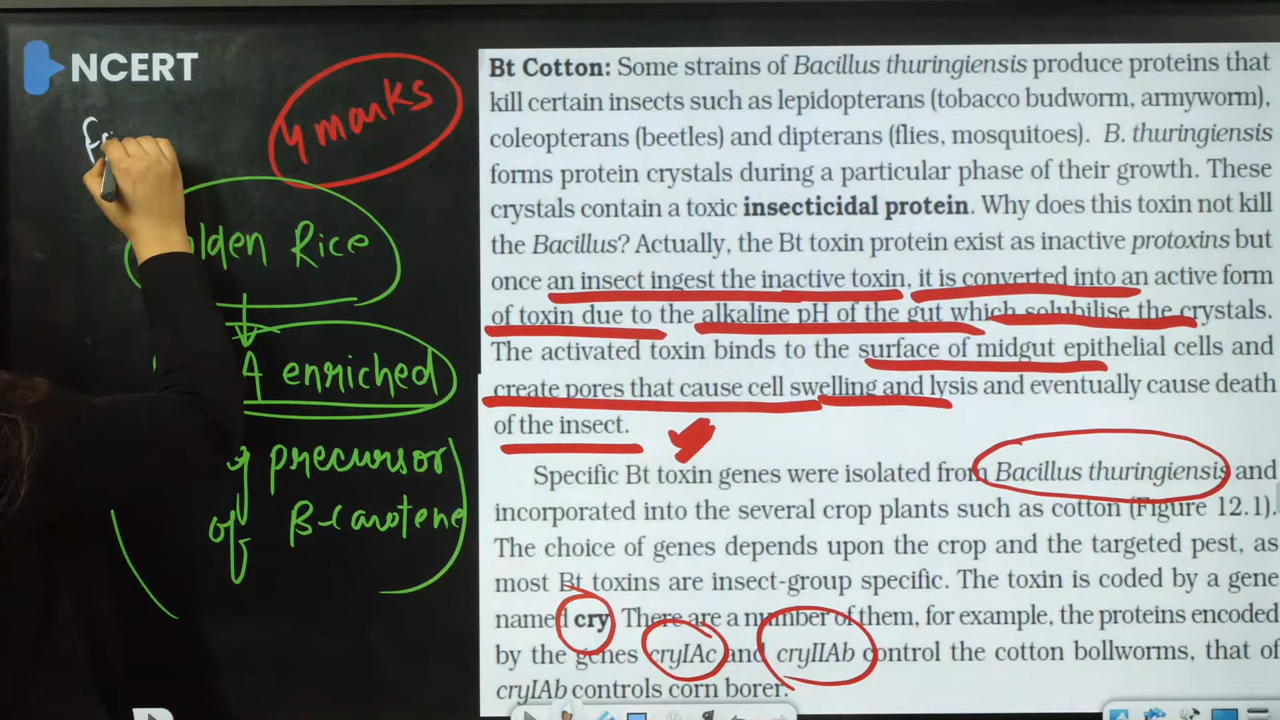 NCERT
4 marks
lden Rice
A enriched
precursor
of β-Carotene
Bt Cotton: Some strains of Bacillus thuringiensis produce proteins that
kill certain insects such as lepidopterans (tobacco budworm, armyworm),
coleopterans (beetles) and dipterans (flies, mosquitoes). B. thuringiensis
forms protein crystals during a particular phase of their growth. These
crystals contain a toxic insecticidal protein. Why does this toxin not kill
the Bacillus? Actually, the Bt toxin protein exist as inactive protoxins but
once an insect ingest the inactive toxin, it is converted into an active form
of toxin due to the alkaline pH of the gut which solubilise the crystals.
The activated toxin binds to the surface of midgut epithelial cells and
create pores that cause cell swelling and lysis and eventually cause death
of the insect.
Specific Bt toxin genes were isolated from Bacillus thuringiensis and
incorporated into the several crop plants such as cotton (Figure 12.1).
The choice of genes depends upon the crop and the targeted pest, as
most Bt toxins are insect-group specific. The toxin is coded by a gene
named cry. There are a number of them, for example, the proteins encoded
by the genes cryIAc and cryIIAb control the cotton bollworms, that of
cryIAb controls corn borer.